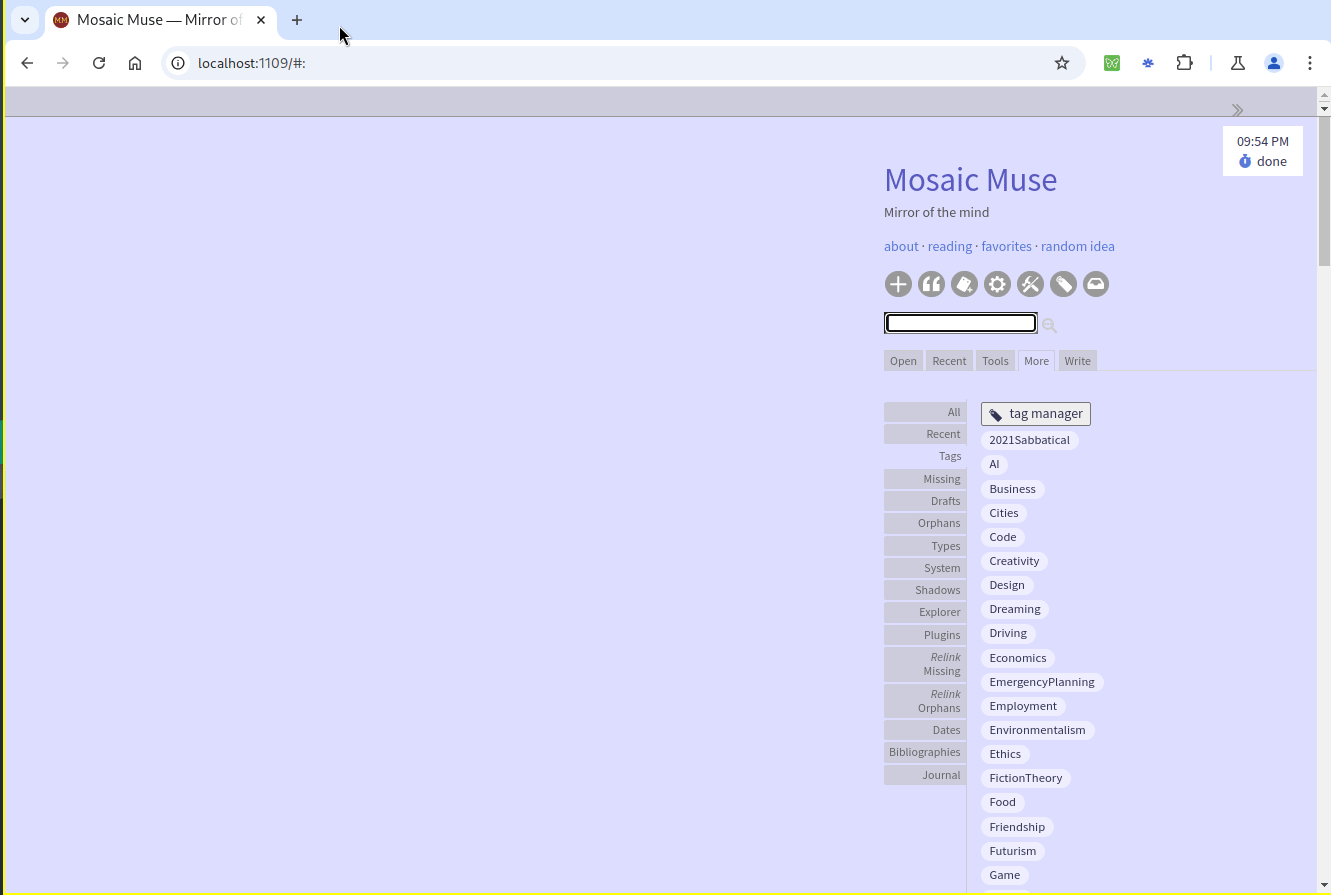 MM Mosaic Muse — Mirror of
localhost:1109/#:
09:54 PM
done
Mosaic Muse
Mirror of the mind
about · reading · favorites · random idea
Open Recent Tools More Write
All
Recent
Tags
Missing
Drafts
Orphans
Types
System
Shadows
Explorer
Plugins
Relink
Missing
Relink
Orphans
Dates
Bibliographies
Journal
tag manager
2021Sabbatical
AI
Business
Cities
Code
Creativity
Design
Dreaming
Driving
Economics
EmergencyPlanning
Employment
Environmentalism
Ethics
FictionTheory
Food
Friendship
Futurism
Game